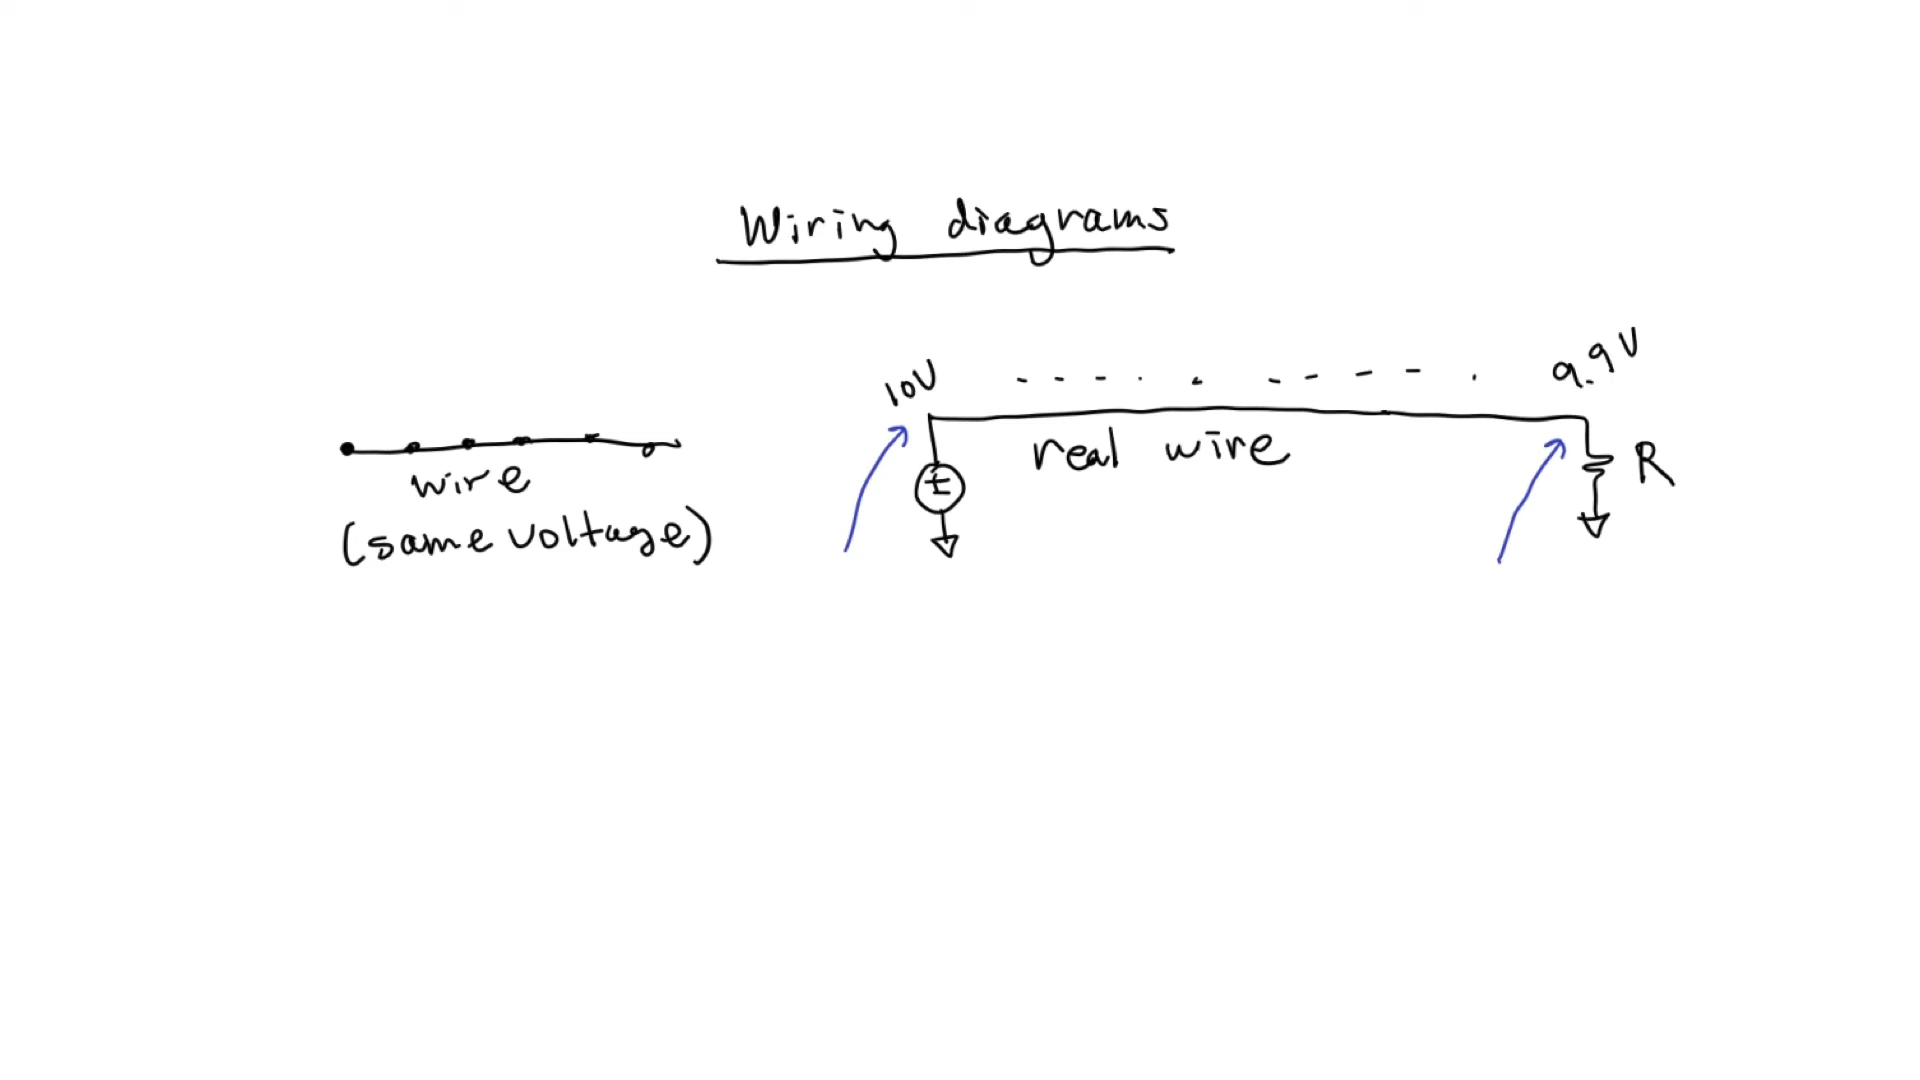 Wiring diagrams
wire
(same voltage)
10V
9.9V
real wire
±
R